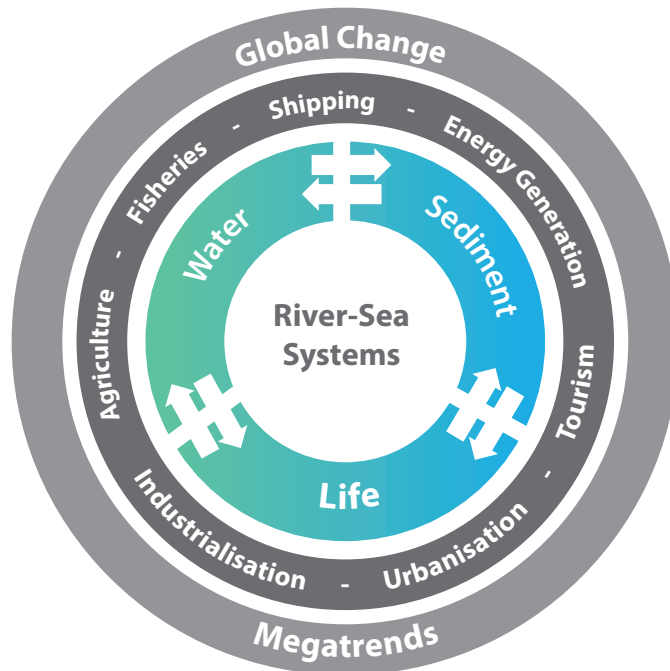 Global Change
Fisheries - Shipping - Energy Generation
Agriculture -
Tourism
-
Industrialisation - Urbanisation
Water
Sediment
Life
River-Sea
Systems
Megatrends